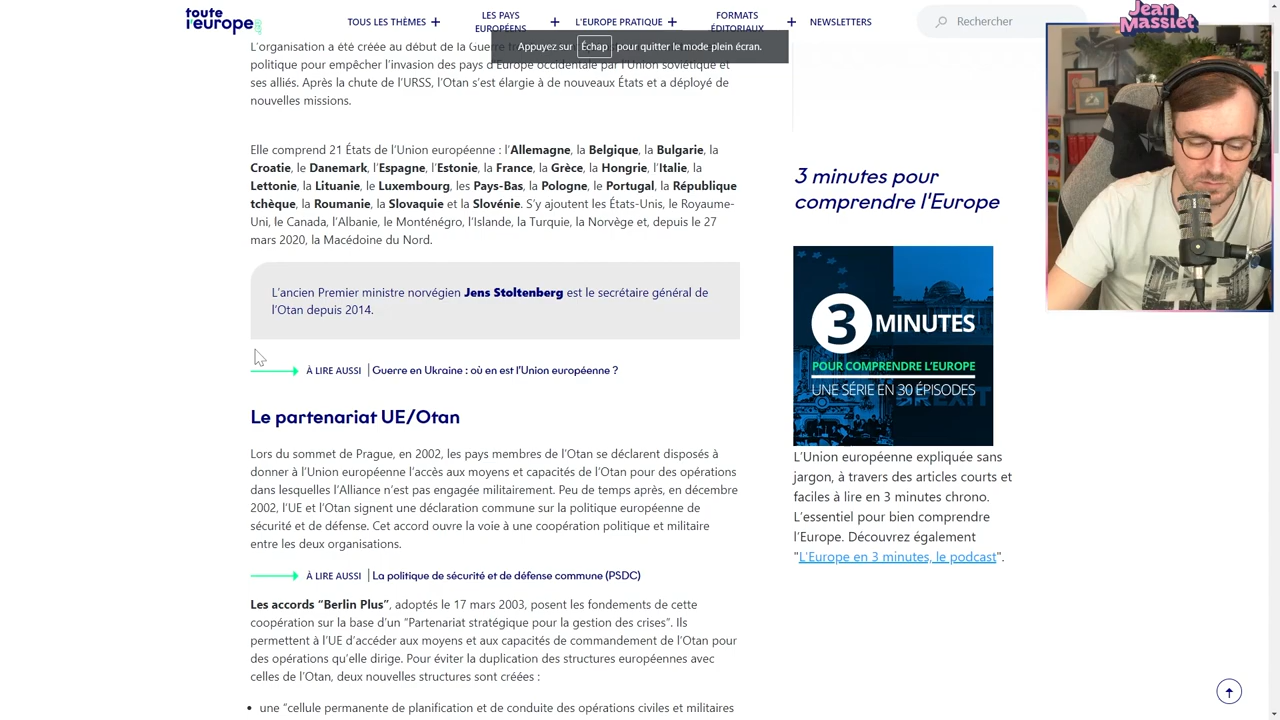 toute
l'europe
TOUS LES THÈMES +
LES PAYS
EUROPÉENS
+
L'EUROPE PRATIQUE +
FORMATS
ÉDITORIAUX
+
NEWSLETTERS
Rechercher
Jean
Massiet
Appuyez sur Échap pour quitter le mode plein écran.
L'organisation a été créée au début de la Guerre
politique pour empêcher l'invasion des pays d'Europe occidentale par l'Union soviétique et
ses alliés. Après la chute de l'URSS, l'Otan s'est élargie à de nouveaux États et a déployé de
nouvelles missions.
Elle comprend 21 États de l'Union européenne : l'Allemagne, la Belgique, la Bulgarie, la
Croatie, le Danemark, l'Espagne, l'Estonie, la France, la Grèce, la Hongrie, l'Italie, la
Lettonie, la Lituanie, le Luxembourg, les Pays-Bas, la Pologne, le Portugal, la République
tchèque, la Roumanie, la Slovaquie et la Slovénie. S'y ajoutent les États-Unis, le Royaume-
Uni, le Canada, l'Albanie, le Monténégro, l'Islande, la Turquie, la Norvège et, depuis le 27
mars 2020, la Macédoine du Nord.
L'ancien Premier ministre norvégien Jens Stoltenberg est le secrétaire général de
l'Otan depuis 2014.
À LIRE AUSSI | Guerre en Ukraine : où en est l'Union européenne ?
Le partenariat UE/Otan
Lors du sommet de Prague, en 2002, les pays membres de l'Otan se déclarent disposés à
donner à l'Union européenne l'accès aux moyens et capacités de l'Otan pour des opérations
dans lesquelles l'Alliance n'est pas engagée militairement. Peu de temps après, en décembre
2002, l'UE et l'Otan signent une déclaration commune sur la politique européenne de
sécurité et de défense. Cet accord ouvre la voie à une coopération politique et militaire
entre les deux organisations.
À LIRE AUSSI | La politique de sécurité et de défense commune (PSDC)
Les accords “Berlin Plus”, adoptés le 17 mars 2003, posent les fondements de cette
coopération sur la base d'un “Partenariat stratégique pour la gestion des crises”. Ils
permettent à l'UE d'accéder aux moyens et aux capacités de commandement de l'Otan pour
des opérations qu'elle dirige. Pour éviter la duplication des structures européennes avec
celles de l'Otan, deux nouvelles structures sont créées :
• une “cellule permanente de planification et de conduite des opérations civiles et militaires
3 minutes pour
comprendre l'Europe
3 MINUTES
POUR COMPRENDRE L'EUROPE
UNE SÉRIE EN 30 ÉPISODES
BREXIT
L'Union européenne expliquée sans
jargon, à travers des articles courts et
faciles à lire en 3 minutes chrono.
L'essentiel pour bien comprendre
l'Europe. Découvrez également
"L'Europe en 3 minutes, le podcast".